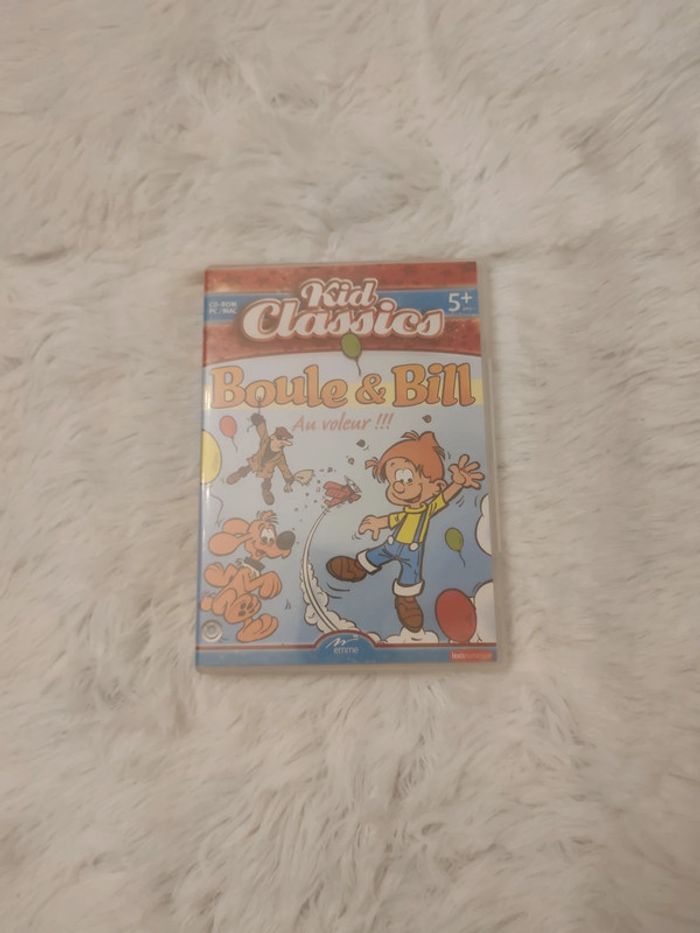 CD-ROM
PC/MAC
Kid
Classics
5+
Boule & Bill
Au voleur !!!
emme